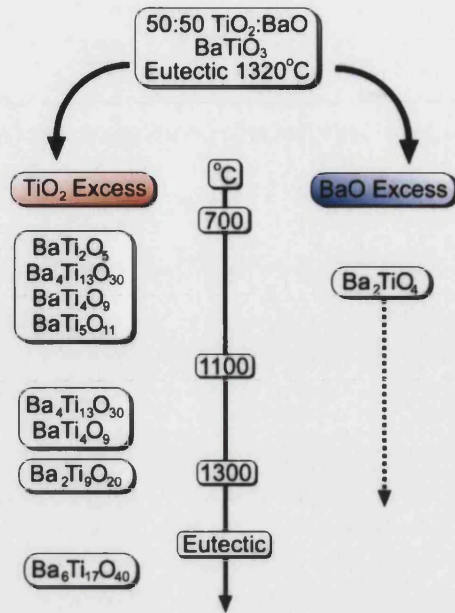 50:50 TiO₂:BaO
BaTiO₃
Eutectic 1320°C
TiO₂ Excess
°C
BaO Excess
700
BaTi₂O₅
Ba₄Ti₁₃O₃₀
BaTi₄O₉
BaTi₅O₁₁
Ba₂TiO₄
1100
Ba₄Ti₁₃O₃₀
BaTi₄O₉
Ba₂Ti₉O₂₀
1300
Eutectic
Ba₆Ti₁₇O₄₀